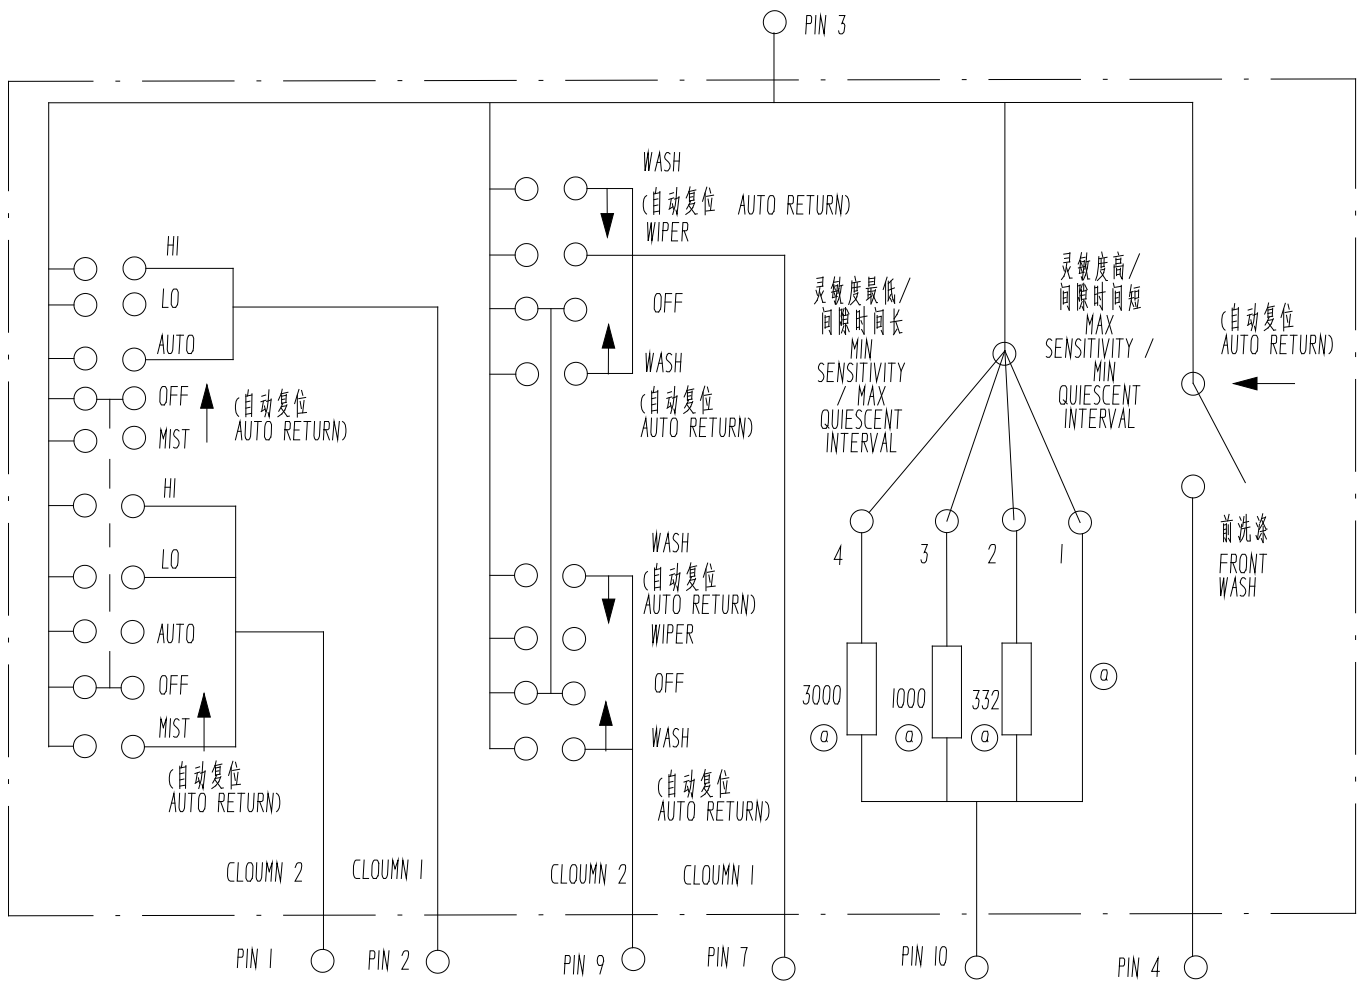 PIN 3
HI
LO
AUTO
OFF
MIST
(自动复位
AUTO RETURN)
HI
LO
AUTO
OFF
MIST
(自动复位
AUTO RETURN)
WASH
(自动复位 AUTO RETURN)
WIPER
OFF
WASH
(自动复位
AUTO RETURN)
WASH
(自动复位
AUTO RETURN)
WIPER
OFF
WASH
(自动复位
AUTO RETURN)
灵敏度最低/
间隙时间长
MIN
SENSITIVITY
/ MAX
QUIESCENT
INTERVAL
灵敏度高/
间隙时间短
MAX
SENSITIVITY /
MIN
QUIESCENT
INTERVAL
(自动复位
AUTO RETURN)
4 3 2 1
前洗涤
FRONT
WASH
3000 1000 332 a
a a a
CLOUMN 2 CLOUMN 1 CLOUMN 2 CLOUMN 1
PIN 1 PIN 2 PIN 9 PIN 7 PIN 10 PIN 4